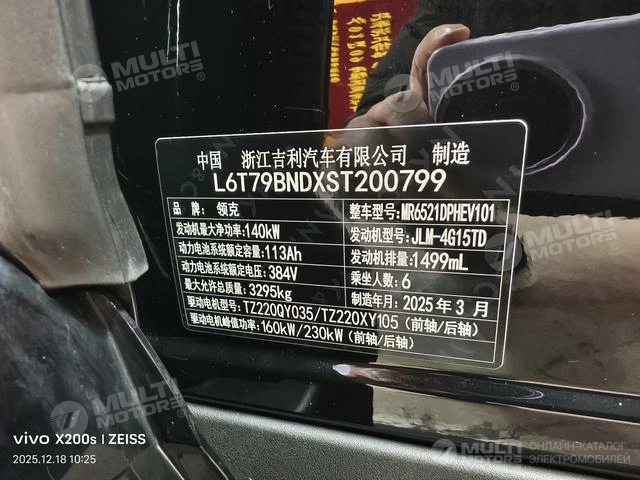 MULTI MOTORS
MULTI MOTORS
中国 浙江吉利汽车有限公司 制造
L6T79BNDXST200799
品 牌: 领克
整车型号:MR6521DPHEV101
发动机最大净功率:140kW
发动机型号:JLM-4G15TD
动力电池系统额定容量:113Ah
发动机排量:1499mL
动力电池系统额定电压:384V
乘坐人数:6
最大允许总质量:3295kg
制造年月:2025年3月
驱动电机型号:TZ220QY035/TZ220XY105(前轴/后轴)
驱动电机峰值功率:160kW/230kW(前轴/后轴)
MULTI MOTORS
vivo X200s | ZEISS
2025.12.18 10:25
MULTI MOTORS
ОНЛАЙН-КАТАЛОГ
ЭЛЕКТРОМОБИЛЕЙ